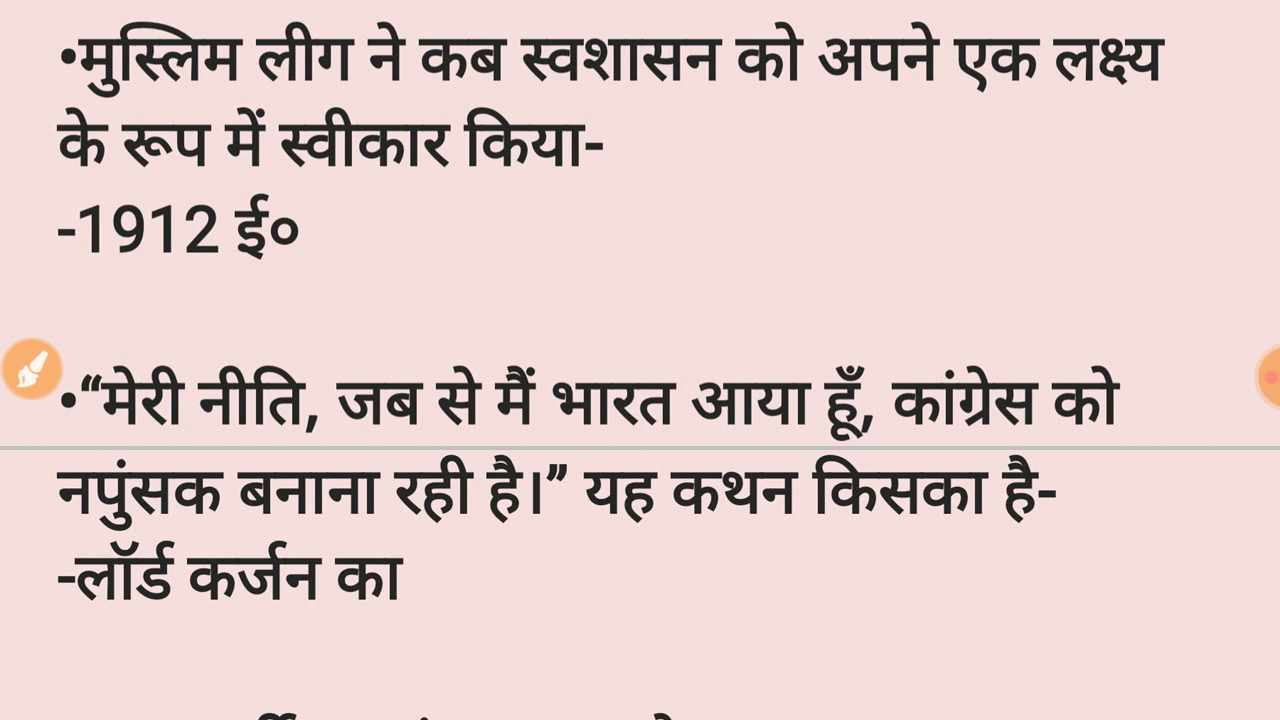 •मुस्लिम लीग ने कब स्वशासन को अपने एक लक्ष्य
के रूप में स्वीकार किया-
-1912 ई०
•“मेरी नीति, जब से मैं भारत आया हूँ, कांग्रेस को
नपुंसक बनाना रही है।” यह कथन किसका है-
-लॉर्ड कर्जन का